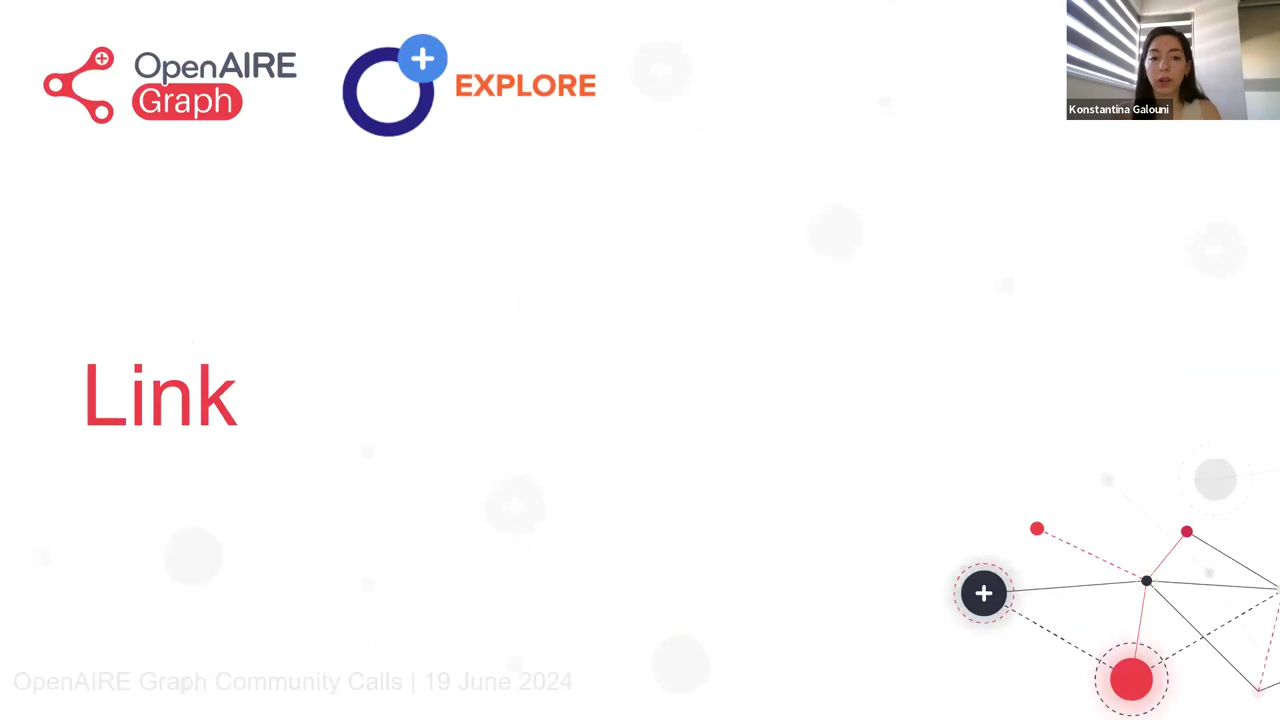 OpenAIRE
Graph
EXPLORE
Konstantina Galouni
Link
OpenAIRE Graph Community Calls | 19 June 2024